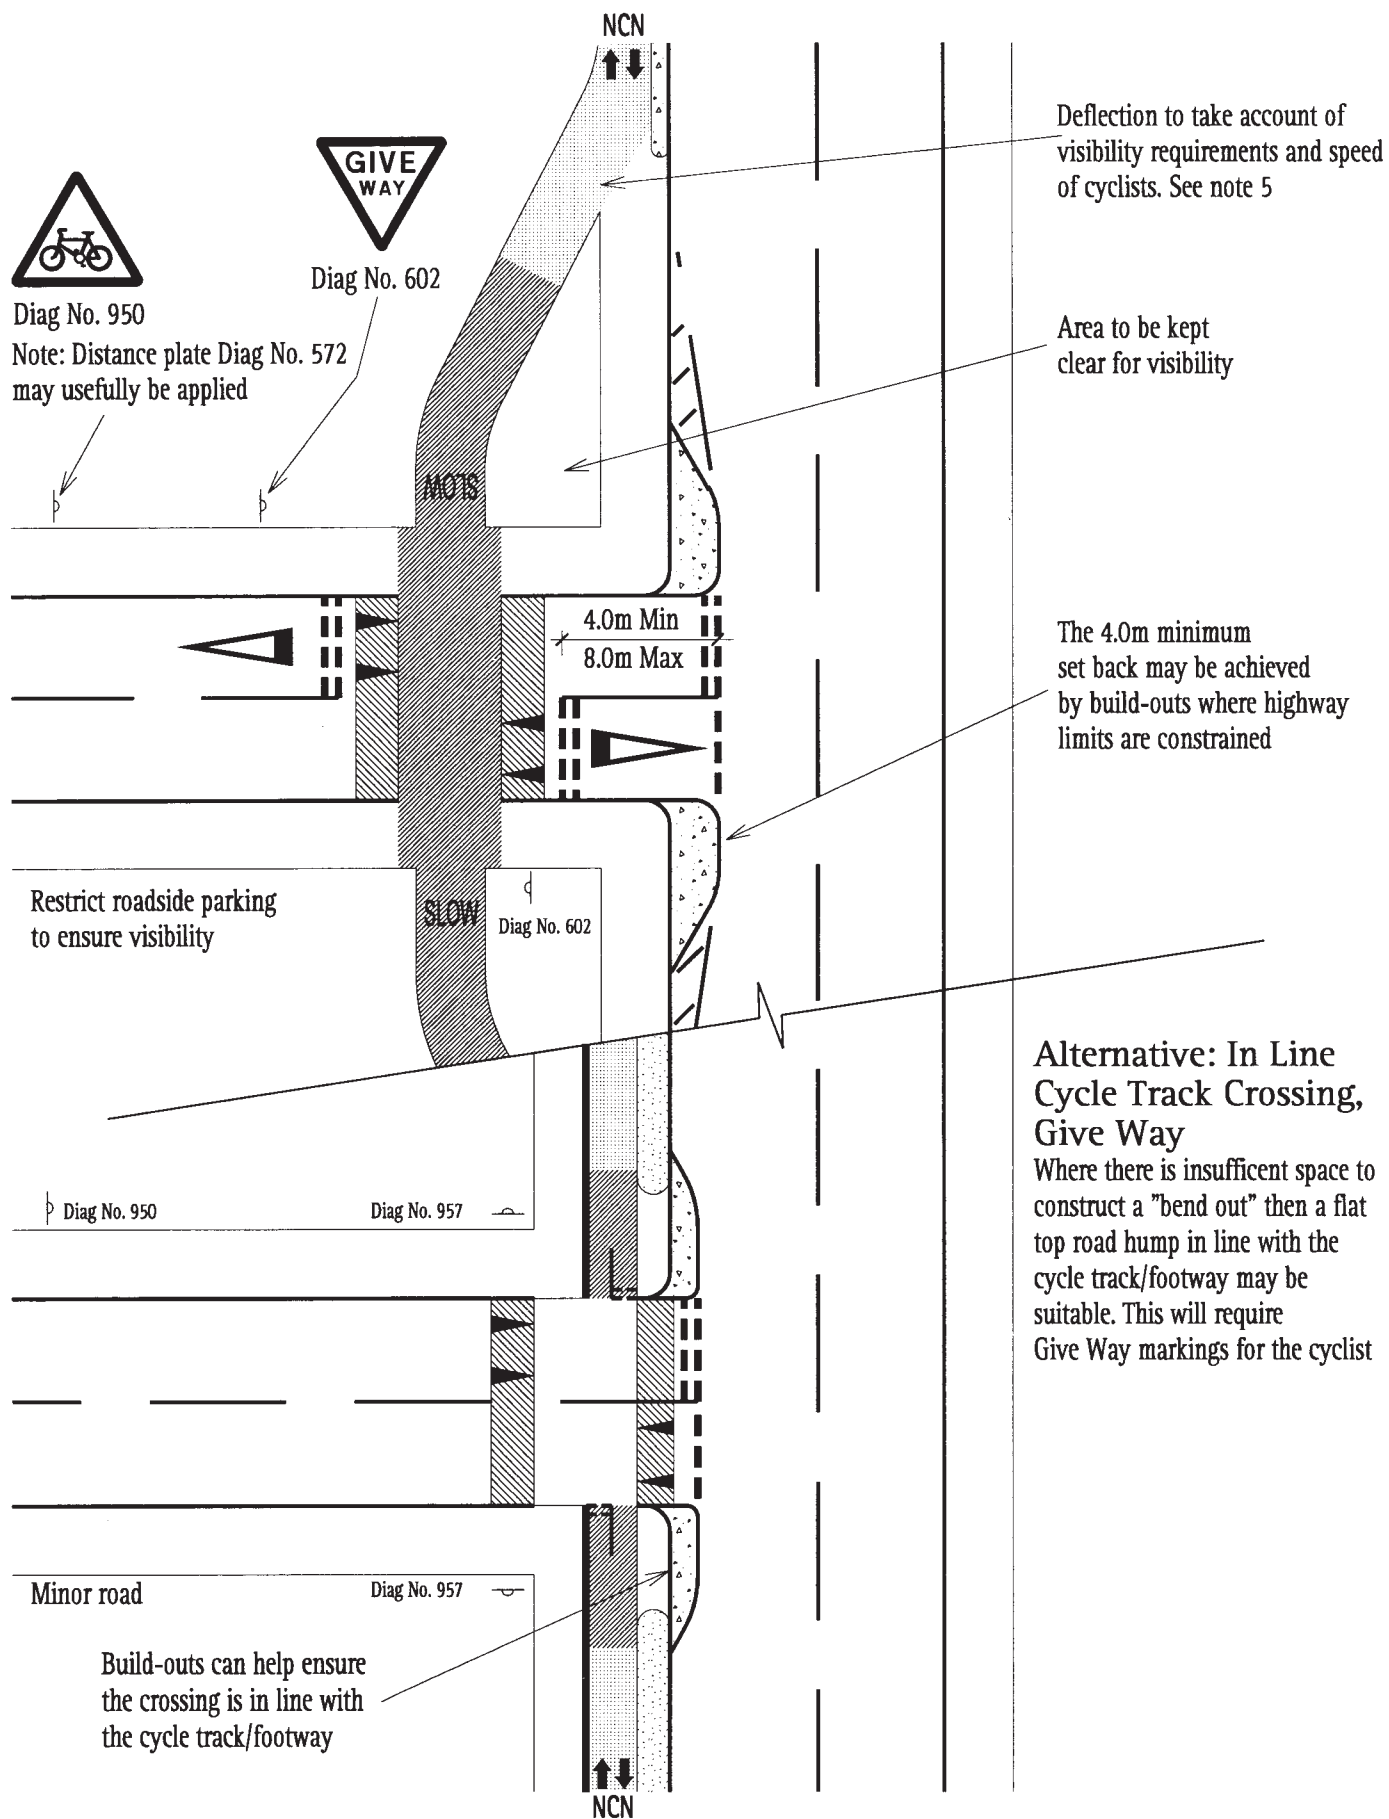 NCN
Deflection to take account of
visibility requirements and speed
of cyclists. See note 5
GIVE
WAY
Diag No. 602
Diag No. 950
Note: Distance plate Diag No. 572
may usefully be applied
Area to be kept
clear for visibility
SLOW
4.0m Min
8.0m Max
The 4.0m minimum
set back may be achieved
by build-outs where highway
limits are constrained
Restrict roadside parking
to ensure visibility
SLOW
Diag No. 602
Alternative: In Line
Cycle Track Crossing,
Give Way
Where there is insufficent space to
construct a "bend out" then a flat
top road hump in line with the
cycle track/footway may be
suitable. This will require
Give Way markings for the cyclist
Diag No. 950
Diag No. 957
Minor road
Diag No. 957
Build-outs can help ensure
the crossing is in line with
the cycle track/footway
NCN